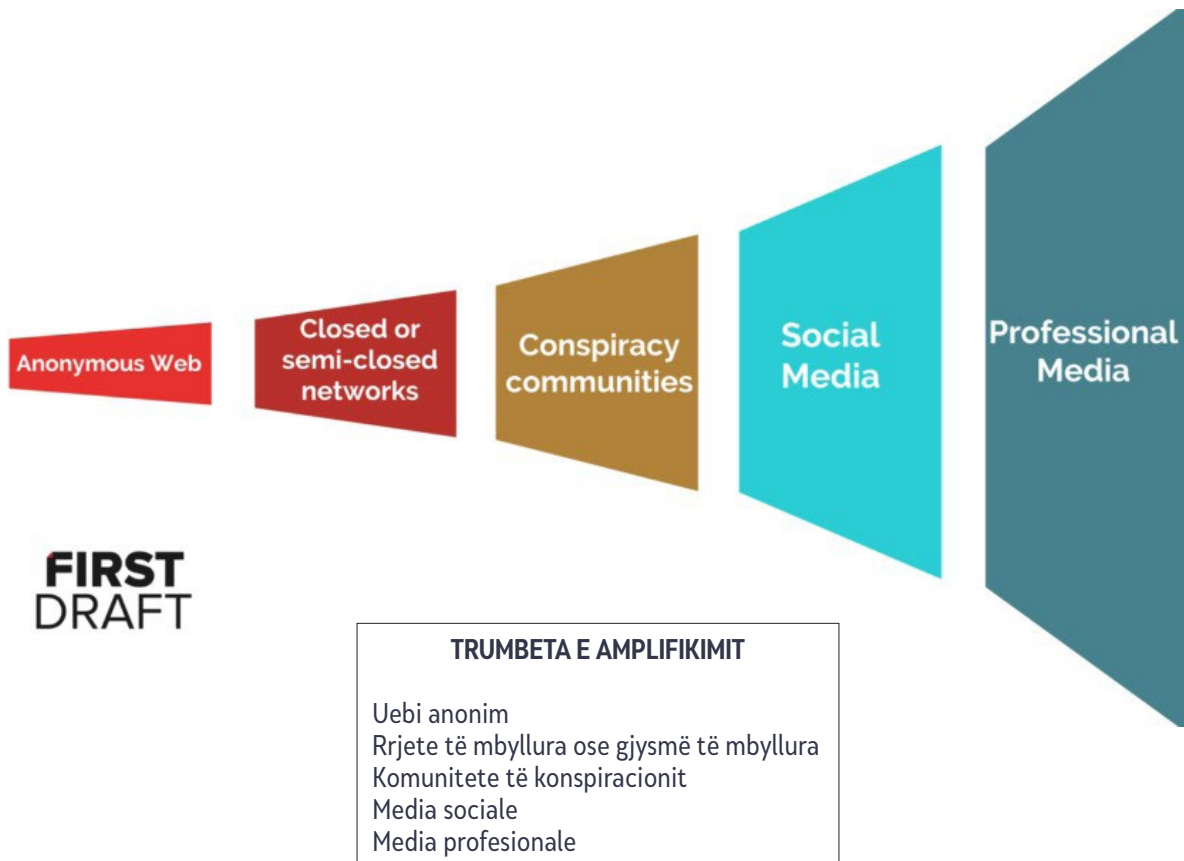 Anonymous Web
Closed or
semi-closed
networks
Conspiracy
communities
Social
Media
Professional
Media
FIRST
DRAFT
TRUMBETA E AMPLIFIKIMIT
Uebi anonim
Rrjete të mbyllura ose gjysmë të mbyllura
Komunitete të konspiracionit
Media sociale
Media profesionale